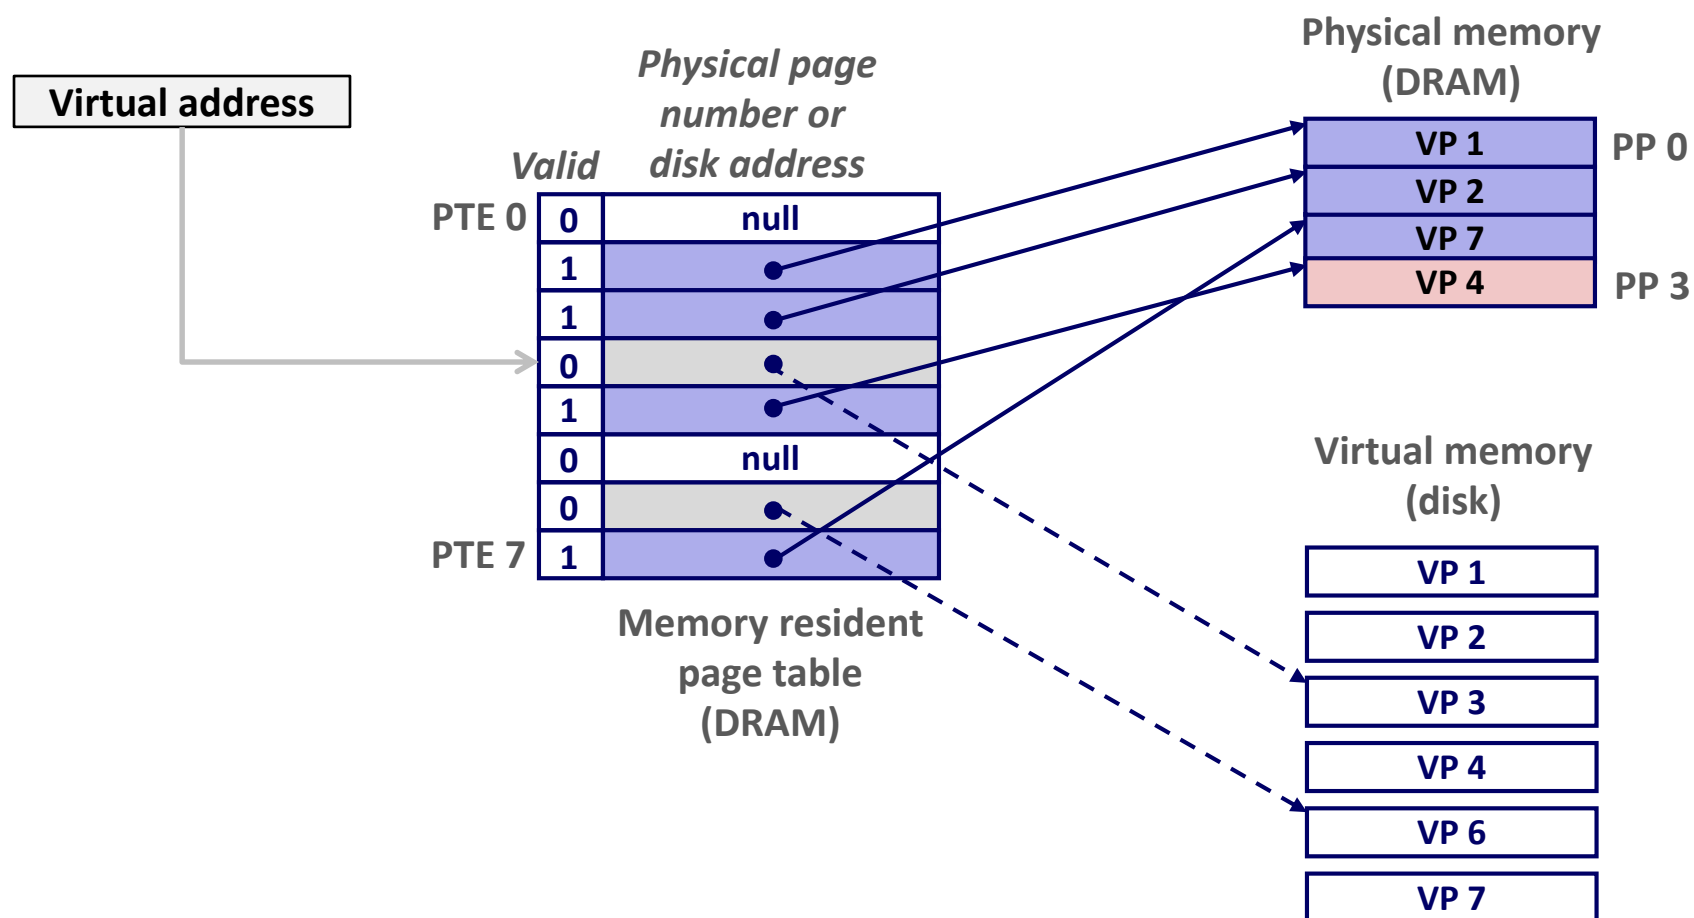 Virtual address
Physical page
number or
disk address
Valid
PTE 0
0
null
1
1
0
1
0
null
0
PTE 7
1
Memory resident
page table
(DRAM)
Physical memory
(DRAM)
VP 1
PP 0
VP 2
VP 7
VP 4
PP 3
Virtual memory
(disk)
VP 1
VP 2
VP 3
VP 4
VP 6
VP 7